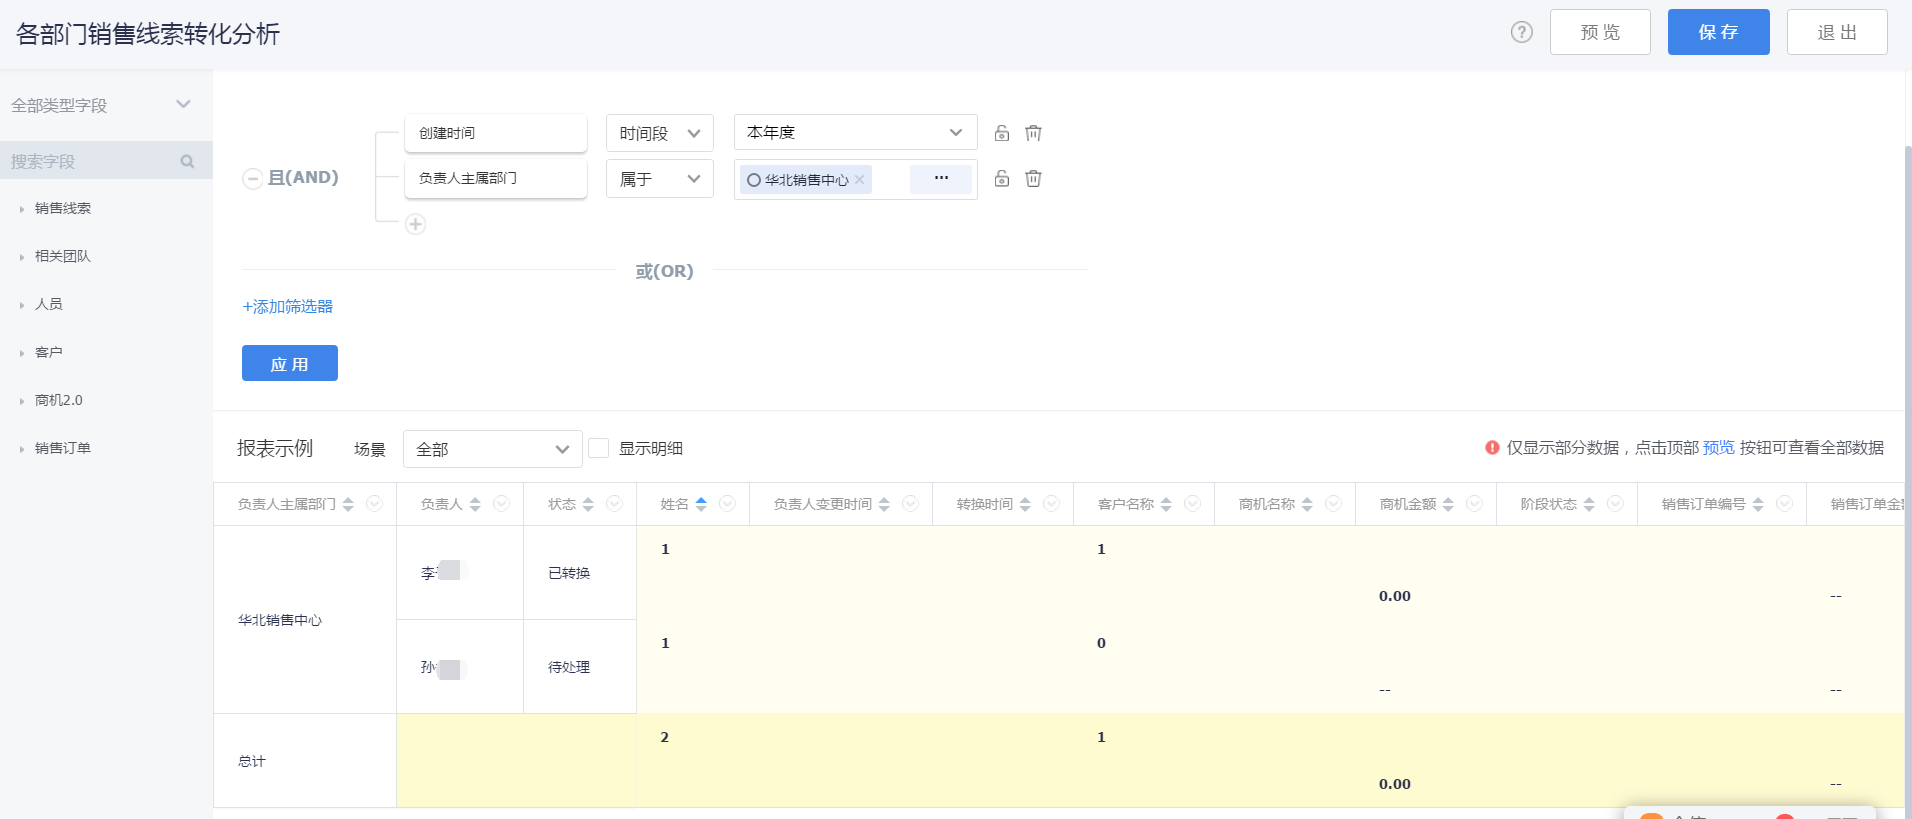 各部门销售线索转化分析
预览
保存
退出
全部类型字段
搜索字段
销售线索
相关团队
人员
客户
商机2.0
销售订单
且(AND)
创建时间 时间段 本年度
负责人主属部门 属于 华北销售中心 ...
或(OR)
+添加筛选器
应用
报表示例 场景 全部 显示明细
仅显示部分数据，点击顶部 预览 按钮可查看全部数据
负责人主属部门 负责人 状态 姓名 负责人变更时间 转换时间 客户名称 商机名称 商机金额 阶段状态 销售订单编号 销售订单金
华北销售中心
李 已转换 1 1
0.00 --
孙 待处理 1 0
-- --
总计 2 1
0.00 --